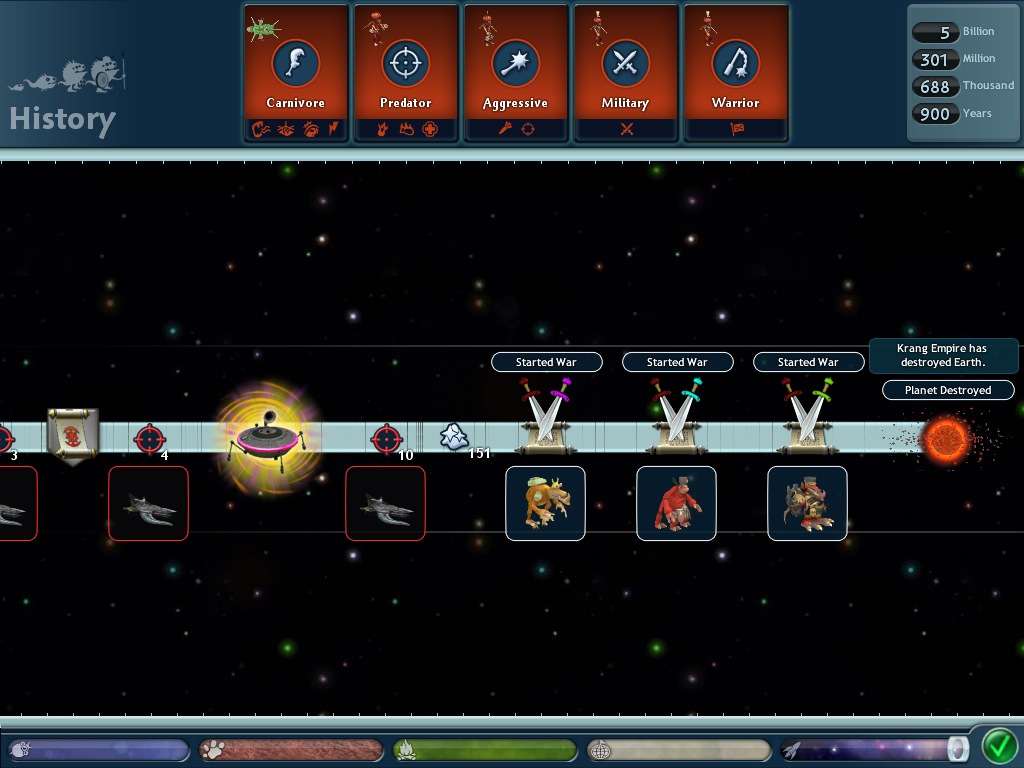 History
Carnivore
Predator
Aggressive
Military
Warrior
5 Billion
301 Million
688 Thousand
900 Years
Started War
Started War
Started War
Krang Empire has
destroyed Earth.
Planet Destroyed
3
4
10
151